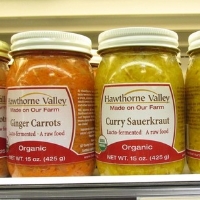 Hawthorne Valley
Made on Our Farm
Ginger Carrots
Lacto-fermented · A raw food
Organic
NET WT. 15 oz. (425 g)
Hawthorne Valley
Made on Our Farm
Curry Sauerkraut
Lacto-fermented · A raw food
Organic
NET WT. 15 oz. (425 g)